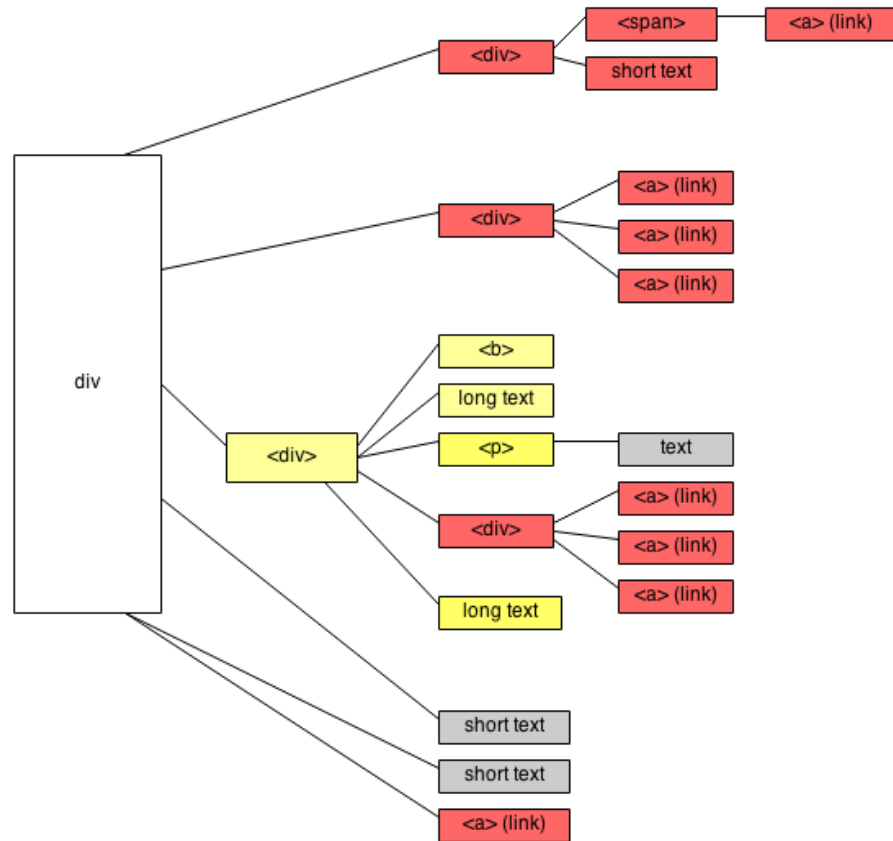 <span>
<a> (link)
<div>
short text
<a> (link)
<div>
<a> (link)
<a> (link)
<b>
div
long text
<div>
<p>
text
<a> (link)
<div>
<a> (link)
<a> (link)
long text
short text
short text
<a> (link)